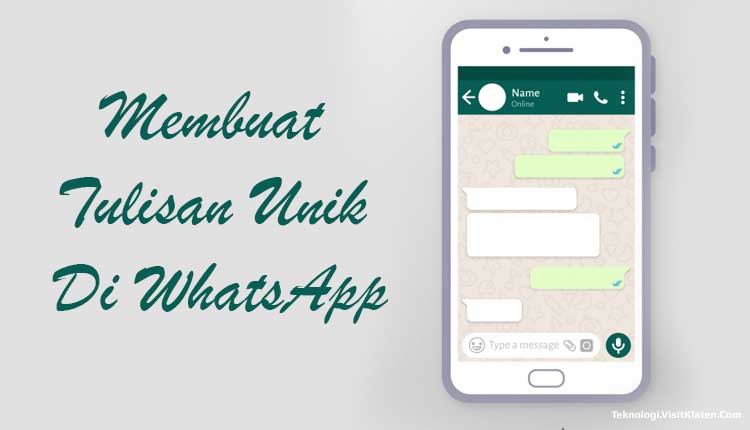 Membuat
Tulisan Unik
Di WhatsApp
Name
Online
Type a message
Teknologi.VisitKlaten.Com